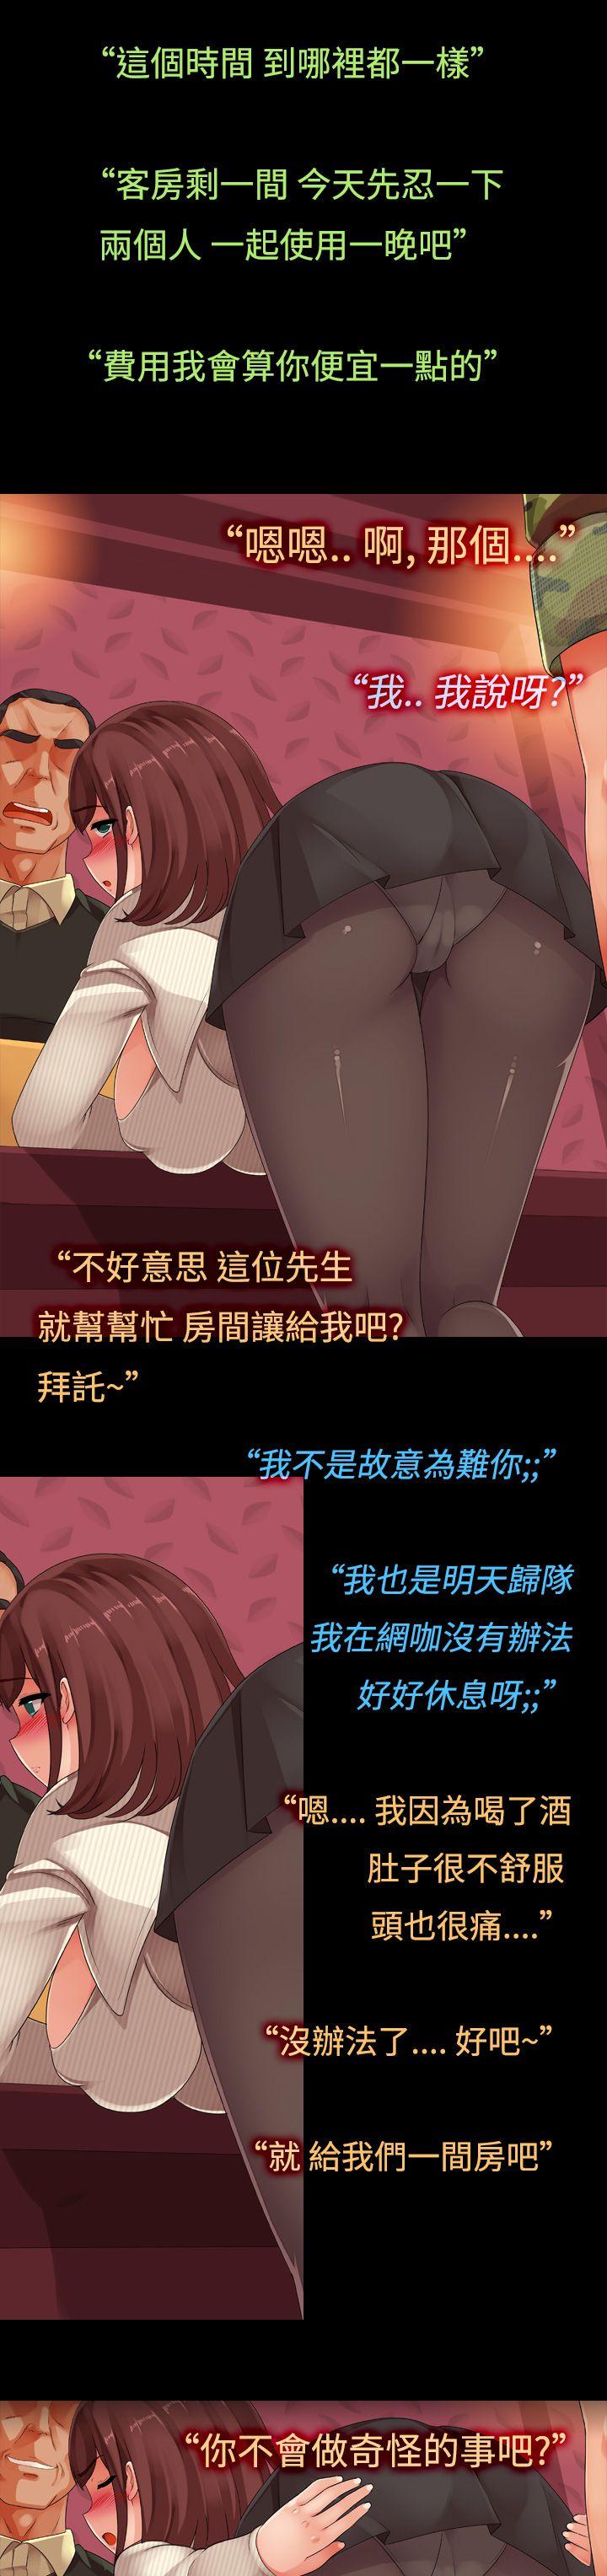 “這個時間 到哪裡都一樣”
“客房剩一間 今天先忍一下
兩個人 一起使用一晚吧”
“費用我會算你便宜一點的”
“嗯嗯.. 啊, 那個....”
“我.. 我說呀?”
“不好意思 這位先生
就幫幫忙 房間讓給我吧?
拜託~”
“我不是故意為難你;;”
“我也是明天歸隊
我在網咖沒有辦法
好好休息呀;;”
“嗯.... 我因為喝了酒
肚子很不舒服
頭也很痛....”
“沒辦法了.... 好吧~”
“就 給我們一間房吧”
“你不會做奇怪的事吧?”